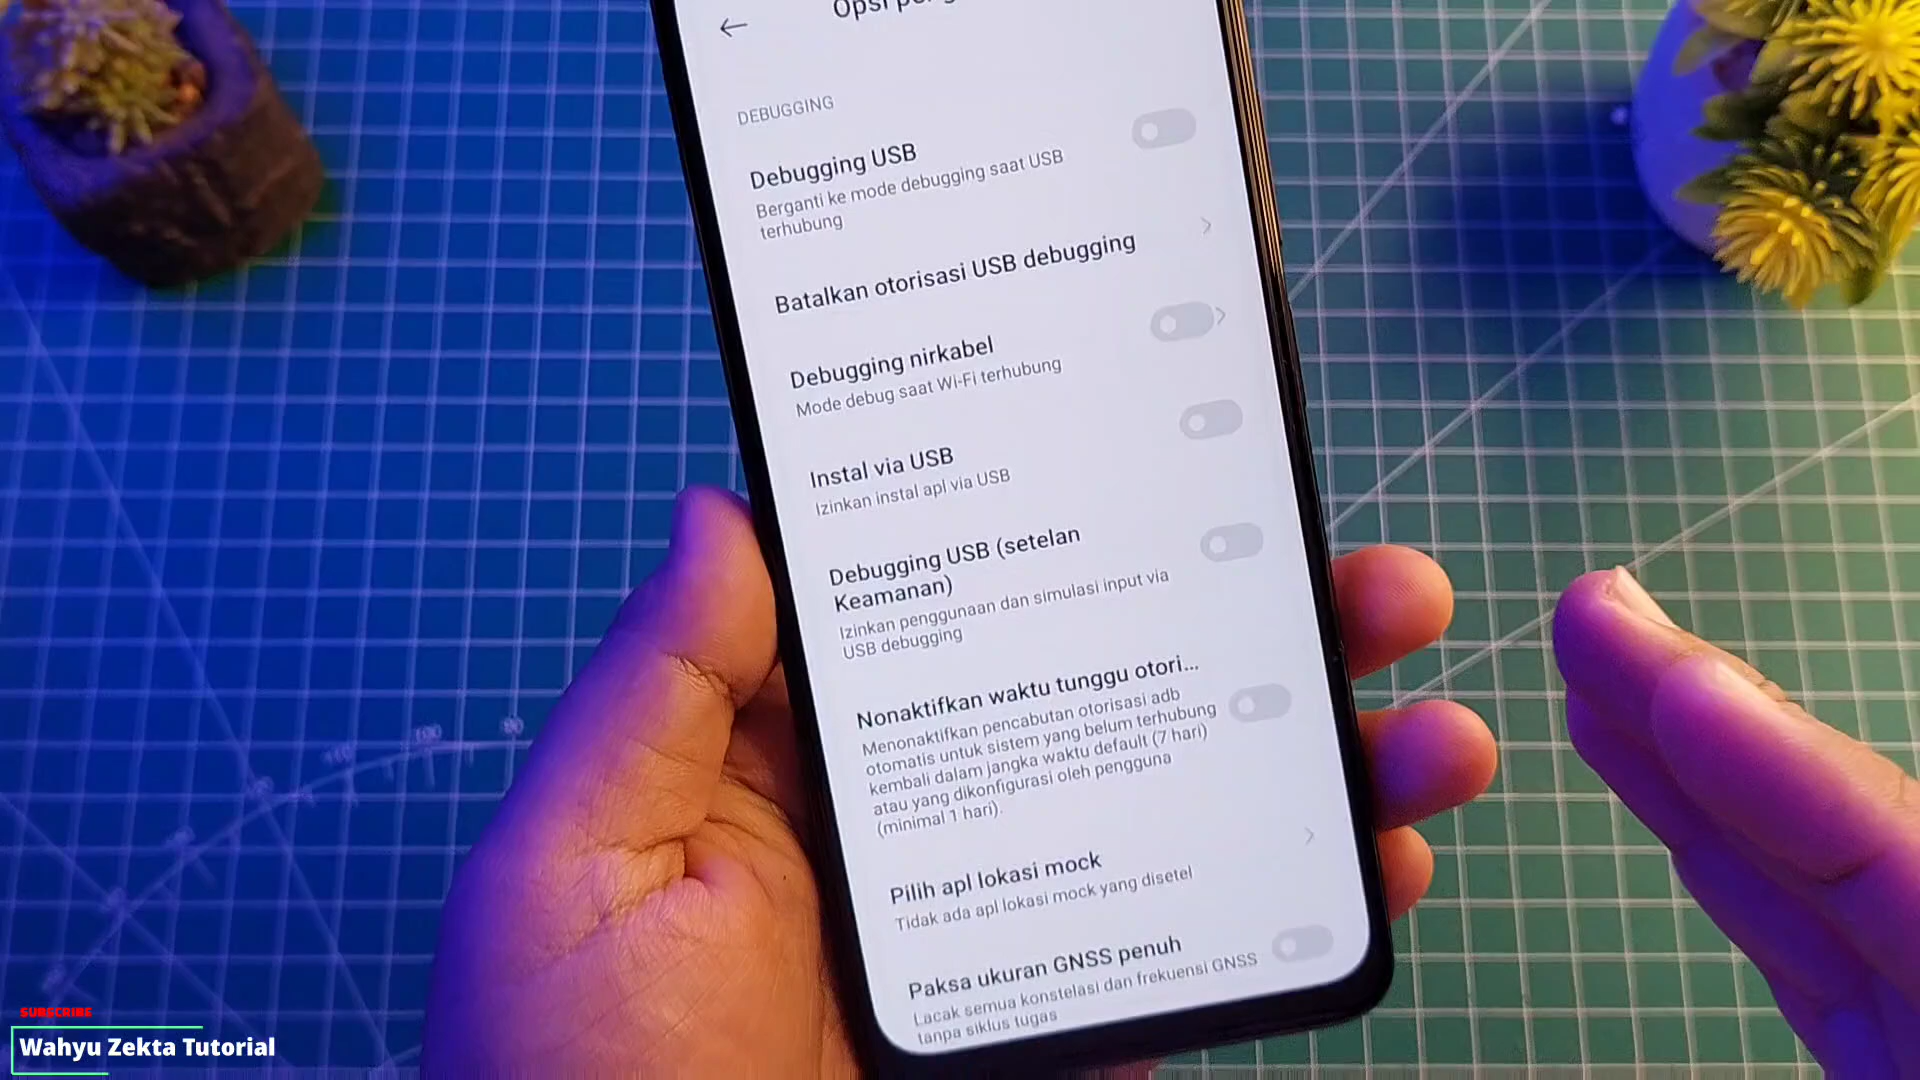 DEBUGGING
Debugging USB
Berganti ke mode debugging saat USB
terhubung
Batalkan otorisasi USB debugging
Debugging nirkabel
Mode debug saat Wi-Fi terhubung
Instal via USB
Izinkan instal apl via USB
Debugging USB (setelan
Keamanan)
Izinkan penggunaan dan simulasi input via
USB debugging
Nonaktifkan waktu tunggu otori...
Menonaktifkan pencabutan otorisasi adb
otomatis untuk sistem yang belum terhubung
kembali dalam jangka waktu default (7 hari)
atau yang dikonfigurasi oleh pengguna
(minimal 1 hari).
Pilih apl lokasi mock
Tidak ada apl lokasi mock yang disetel
Paksa ukuran GNSS penuh
Lacak semua konstelasi dan frekuensi GNSS
tanpa siklus tugas
SUBSCRIBE
Wahyu Zekta Tutorial